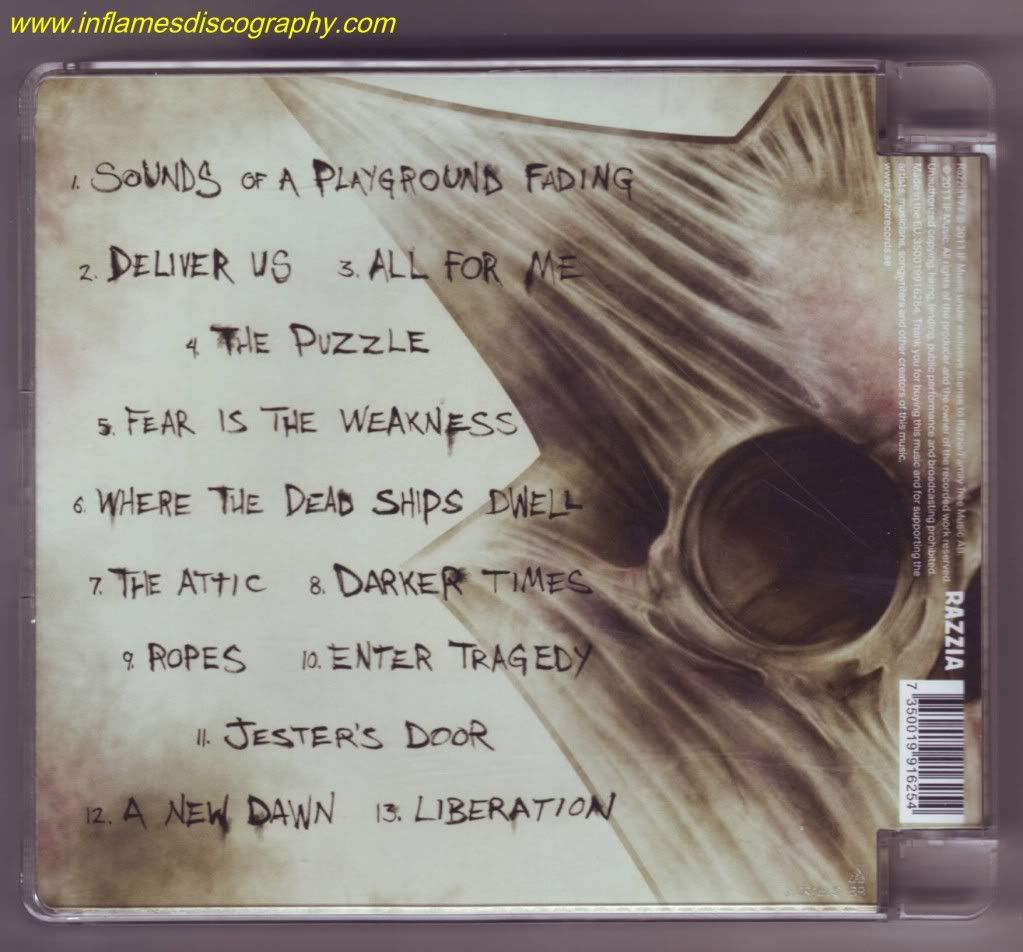 www.inflamesdiscography.com
1. SOUNDS OF A PLAYGROUND FADING
2. DELIVER US 3. ALL FOR ME
4. THE PUZZLE
5. FEAR IS THE WEAKNESS
6. WHERE THE DEAD SHIPS DWELL
7. THE ATTIC 8. DARKER TIMES
9. ROPES 10. ENTER TRAGEDY
11. JESTER'S DOOR
12. A NEW DAWN 13. LIBERATION
℗ 2011 IF Music under exclusive license to Razzia/Family Tree Music AB
© 2011 IF Music. All rights of the producer and the owner of the recorded work reserved.
Unauthorized copying, hiring, lending, public performance and broadcasting prohibited.
Made in the EU. 350019916254. Thank you for buying this music and for supporting the
artists, musicians, songwriters and other creators of this music.
www.razziarecords.se
RAZZIA
7 350019 916254